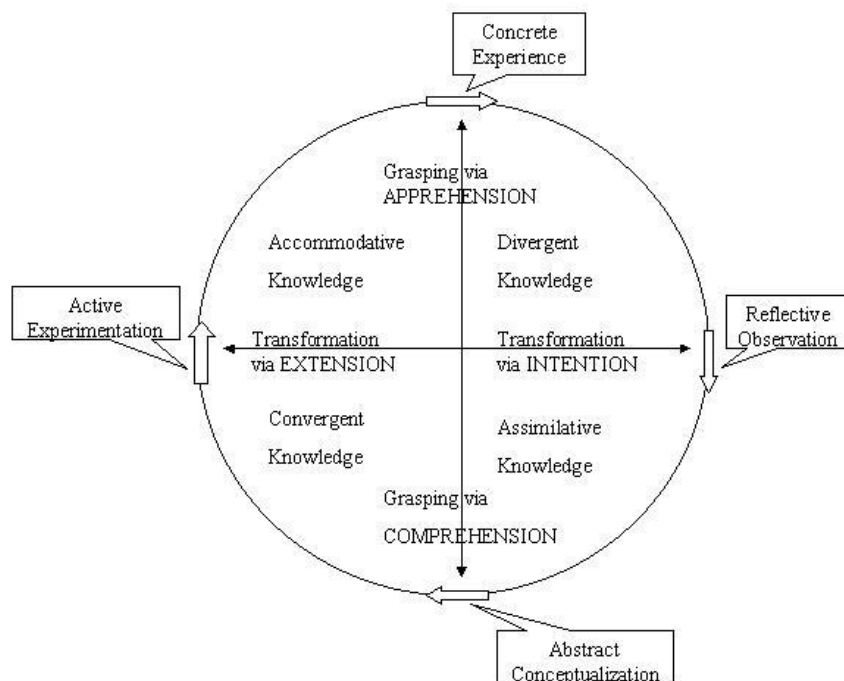 Concrete
Experience
Grasping via
APPREHENSION
Accommodative
Knowledge
Divergent
Knowledge
Active
Experimentation
Transformation
via EXTENSION
Transformation
via INTENTION
Reflective
Observation
Convergent
Knowledge
Assimilative
Knowledge
Grasping via
COMPREHENSION
Abstract
Conceptualization